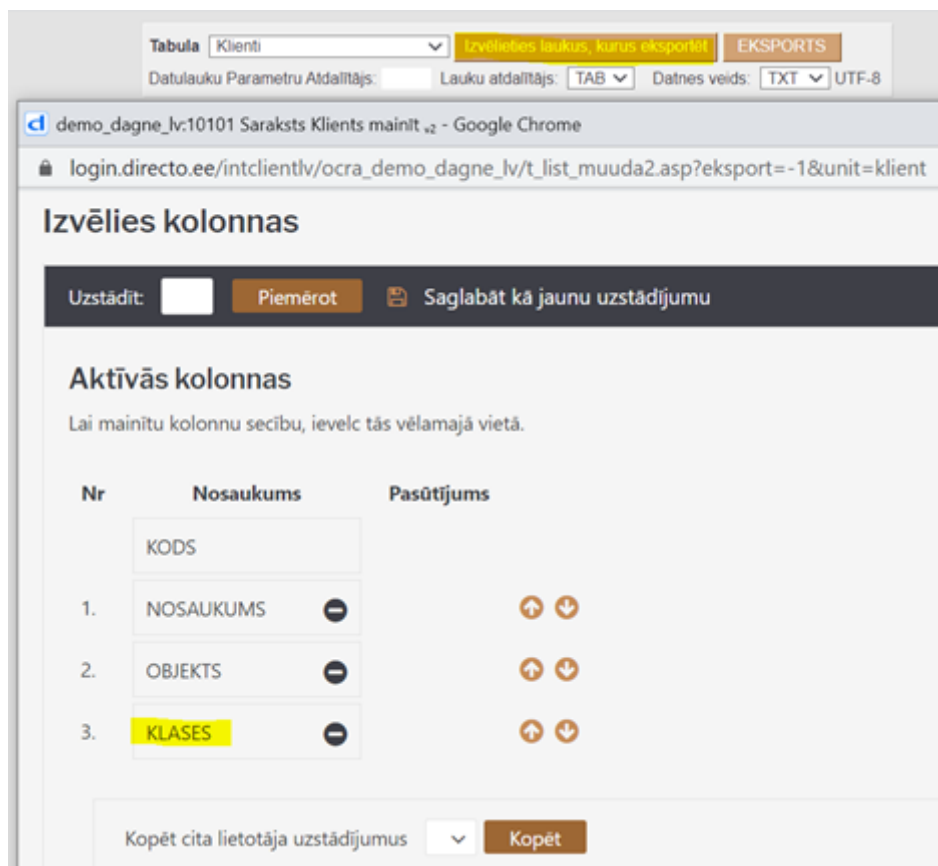 Tabula Klienti Izvēlieties laukus, kurus eksportēt EKSPORTS
Datulauku Parametru Atdalītājs: Lauku atdalītājs: TAB Datnes veids: TXT UTF-8
demo_dagne_lv:10101 Saraksts Klients mainīt v2 - Google Chrome
login.directo.ee/intclientlv/ocra_demo_dagne_lv/t_list_muuda2.asp?eksport=-1&unit=klient
Izvēlies kolonnas
Uzstādīt: Piemērot Saglabāt kā jaunu uzstādījumu
Aktīvās kolonnas
Lai mainītu kolonnu secību, ievelc tās vēlamajā vietā.
Nr Nosaukums Pasūtījums
KODS
1. NOSAUKUMS
2. OBJEKTS
3. KLASES
Kopēt cita lietotāja uzstādījumus Kopēt